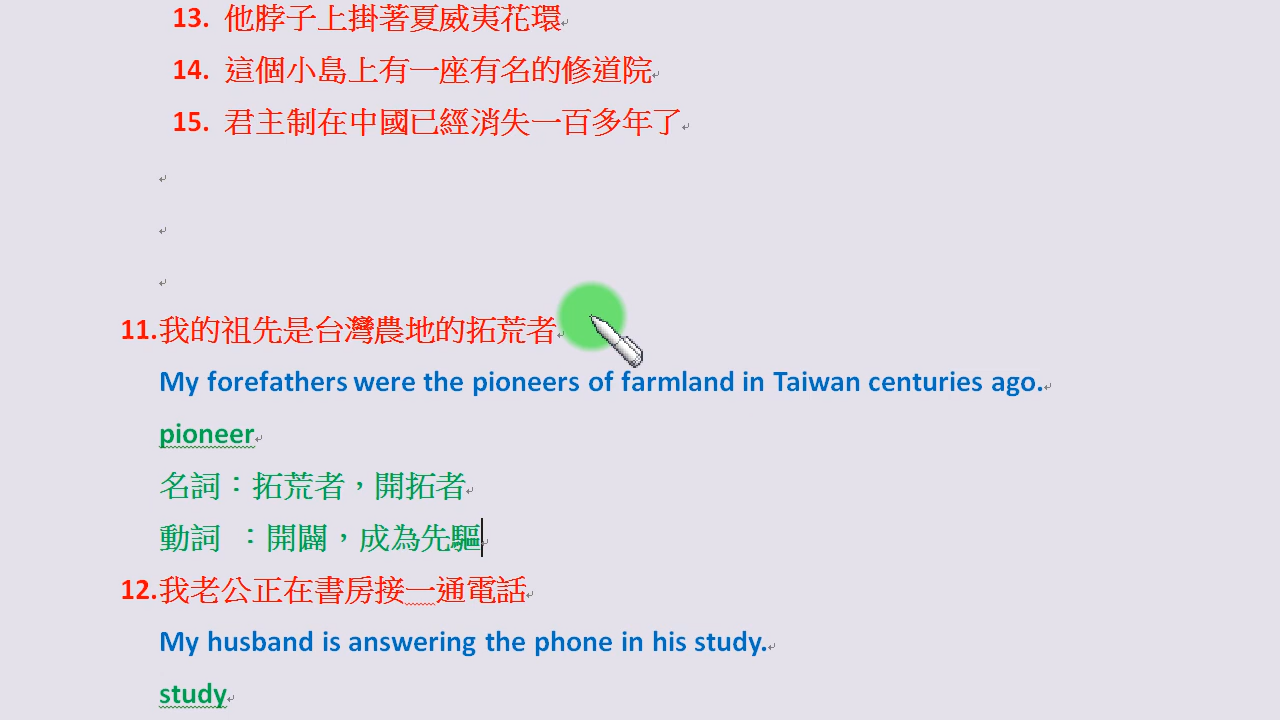 13. 他脖子上掛著夏威夷花環
14. 這個小島上有一座有名的修道院
15. 君主制在中國已經消失一百多年了
11.我的祖先是台灣農地的拓荒者
My forefathers were the pioneers of farmland in Taiwan centuries ago.
pioneer
名詞：拓荒者，開拓者
動詞 ：開闢，成為先驅
12.我老公正在書房接一通電話
My husband is answering the phone in his study.
study